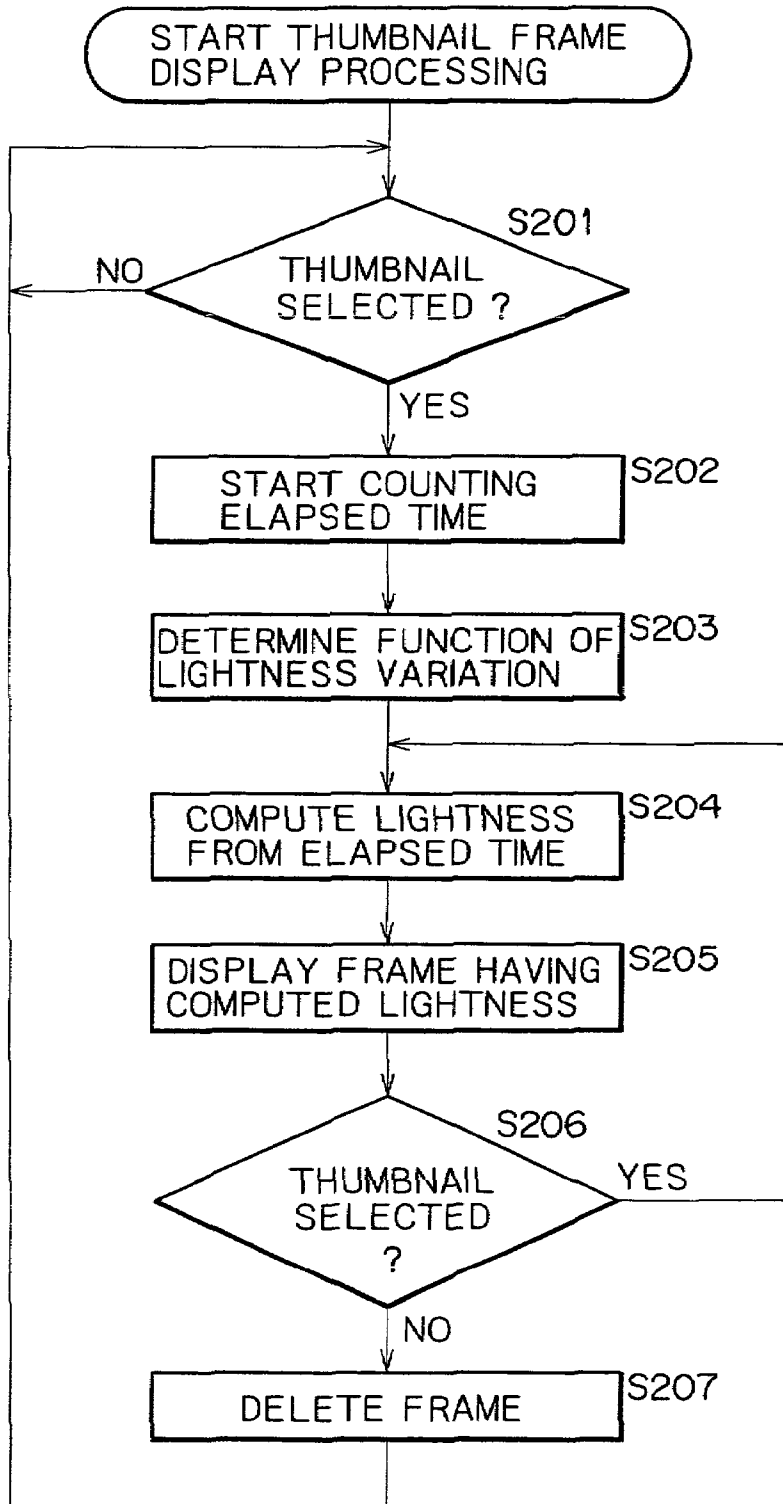 START THUMBNAIL FRAME
DISPLAY PROCESSING
S201
NO
THUMBNAIL
SELECTED ?
YES
S202
START COUNTING
ELAPSED TIME
S203
DETERMINE FUNCTION OF
LIGHTNESS VARIATION
S204
COMPUTE LIGHTNESS
FROM ELAPSED TIME
S205
DISPLAY FRAME HAVING
COMPUTED LIGHTNESS
S206
THUMBNAIL
SELECTED
?
YES
NO
S207
DELETE FRAME